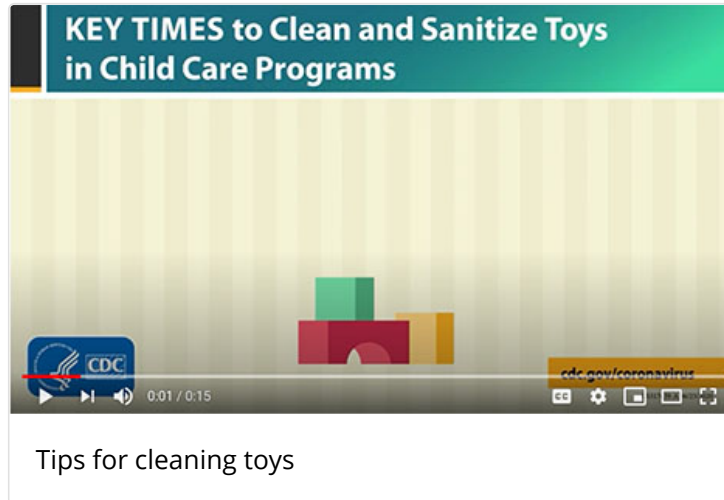 KEY TIMES to Clean and Sanitize Toys
in Child Care Programs
CDC
cdc.gov/coronavirus
0:01 / 0:15
CC
Tips for cleaning toys